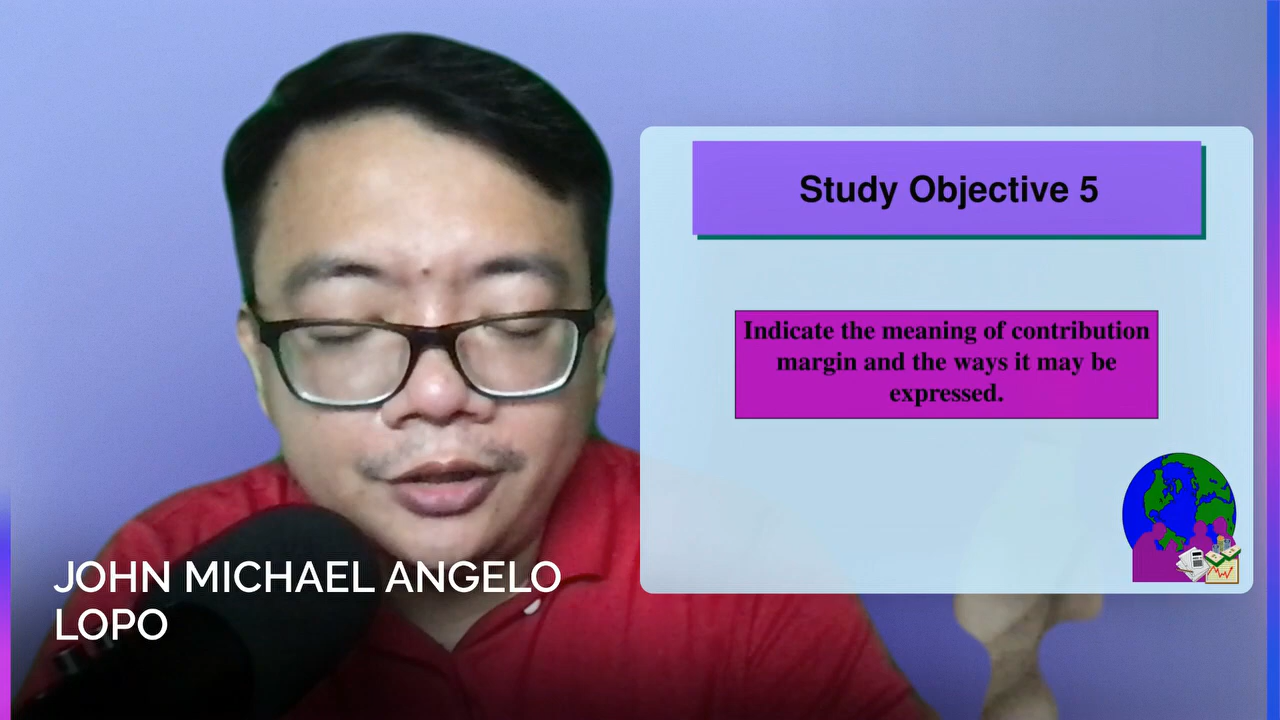 Study Objective 5
Indicate the meaning of contribution
margin and the ways it may be
expressed.
JOHN MICHAEL ANGELO
LOPO